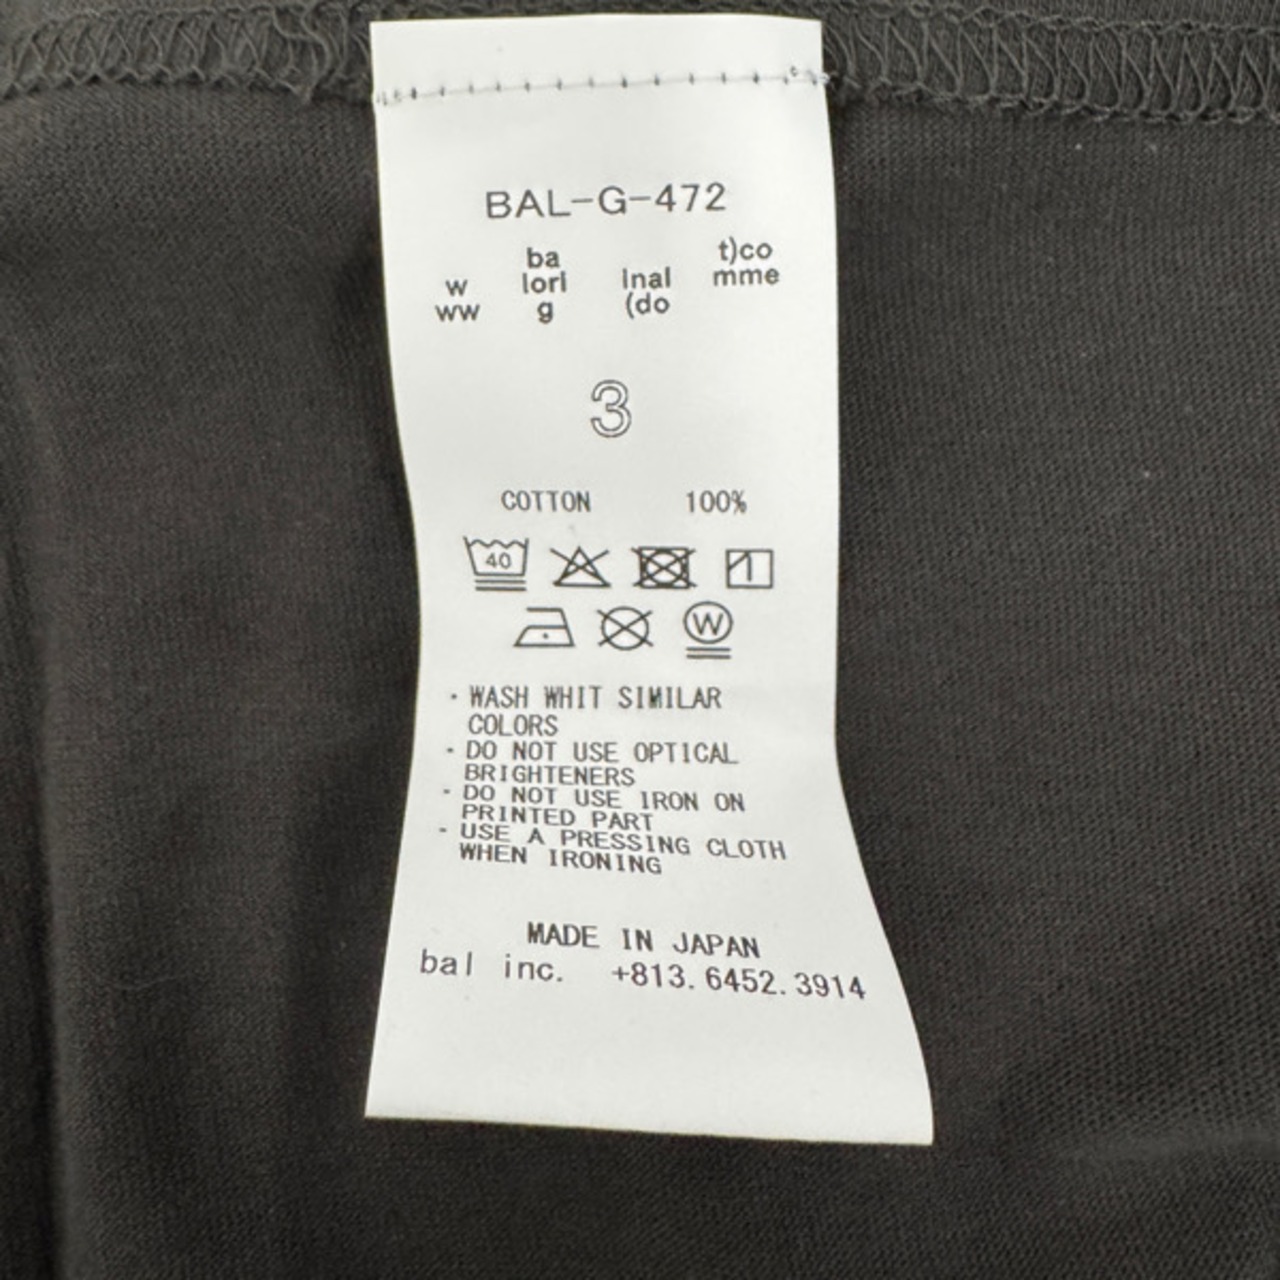 BAL-G-472
w
ww
ba
lori
g
inal
(do
t)co
mme
3
COTTON 100%
40
W
・WASH WHIT SIMILAR
COLORS
・DO NOT USE OPTICAL
BRIGHTENERS
・DO NOT USE IRON ON
PRINTED PART
・USE A PRESSING CLOTH
WHEN IRONING
MADE IN JAPAN
bal inc. +813.6452.3914